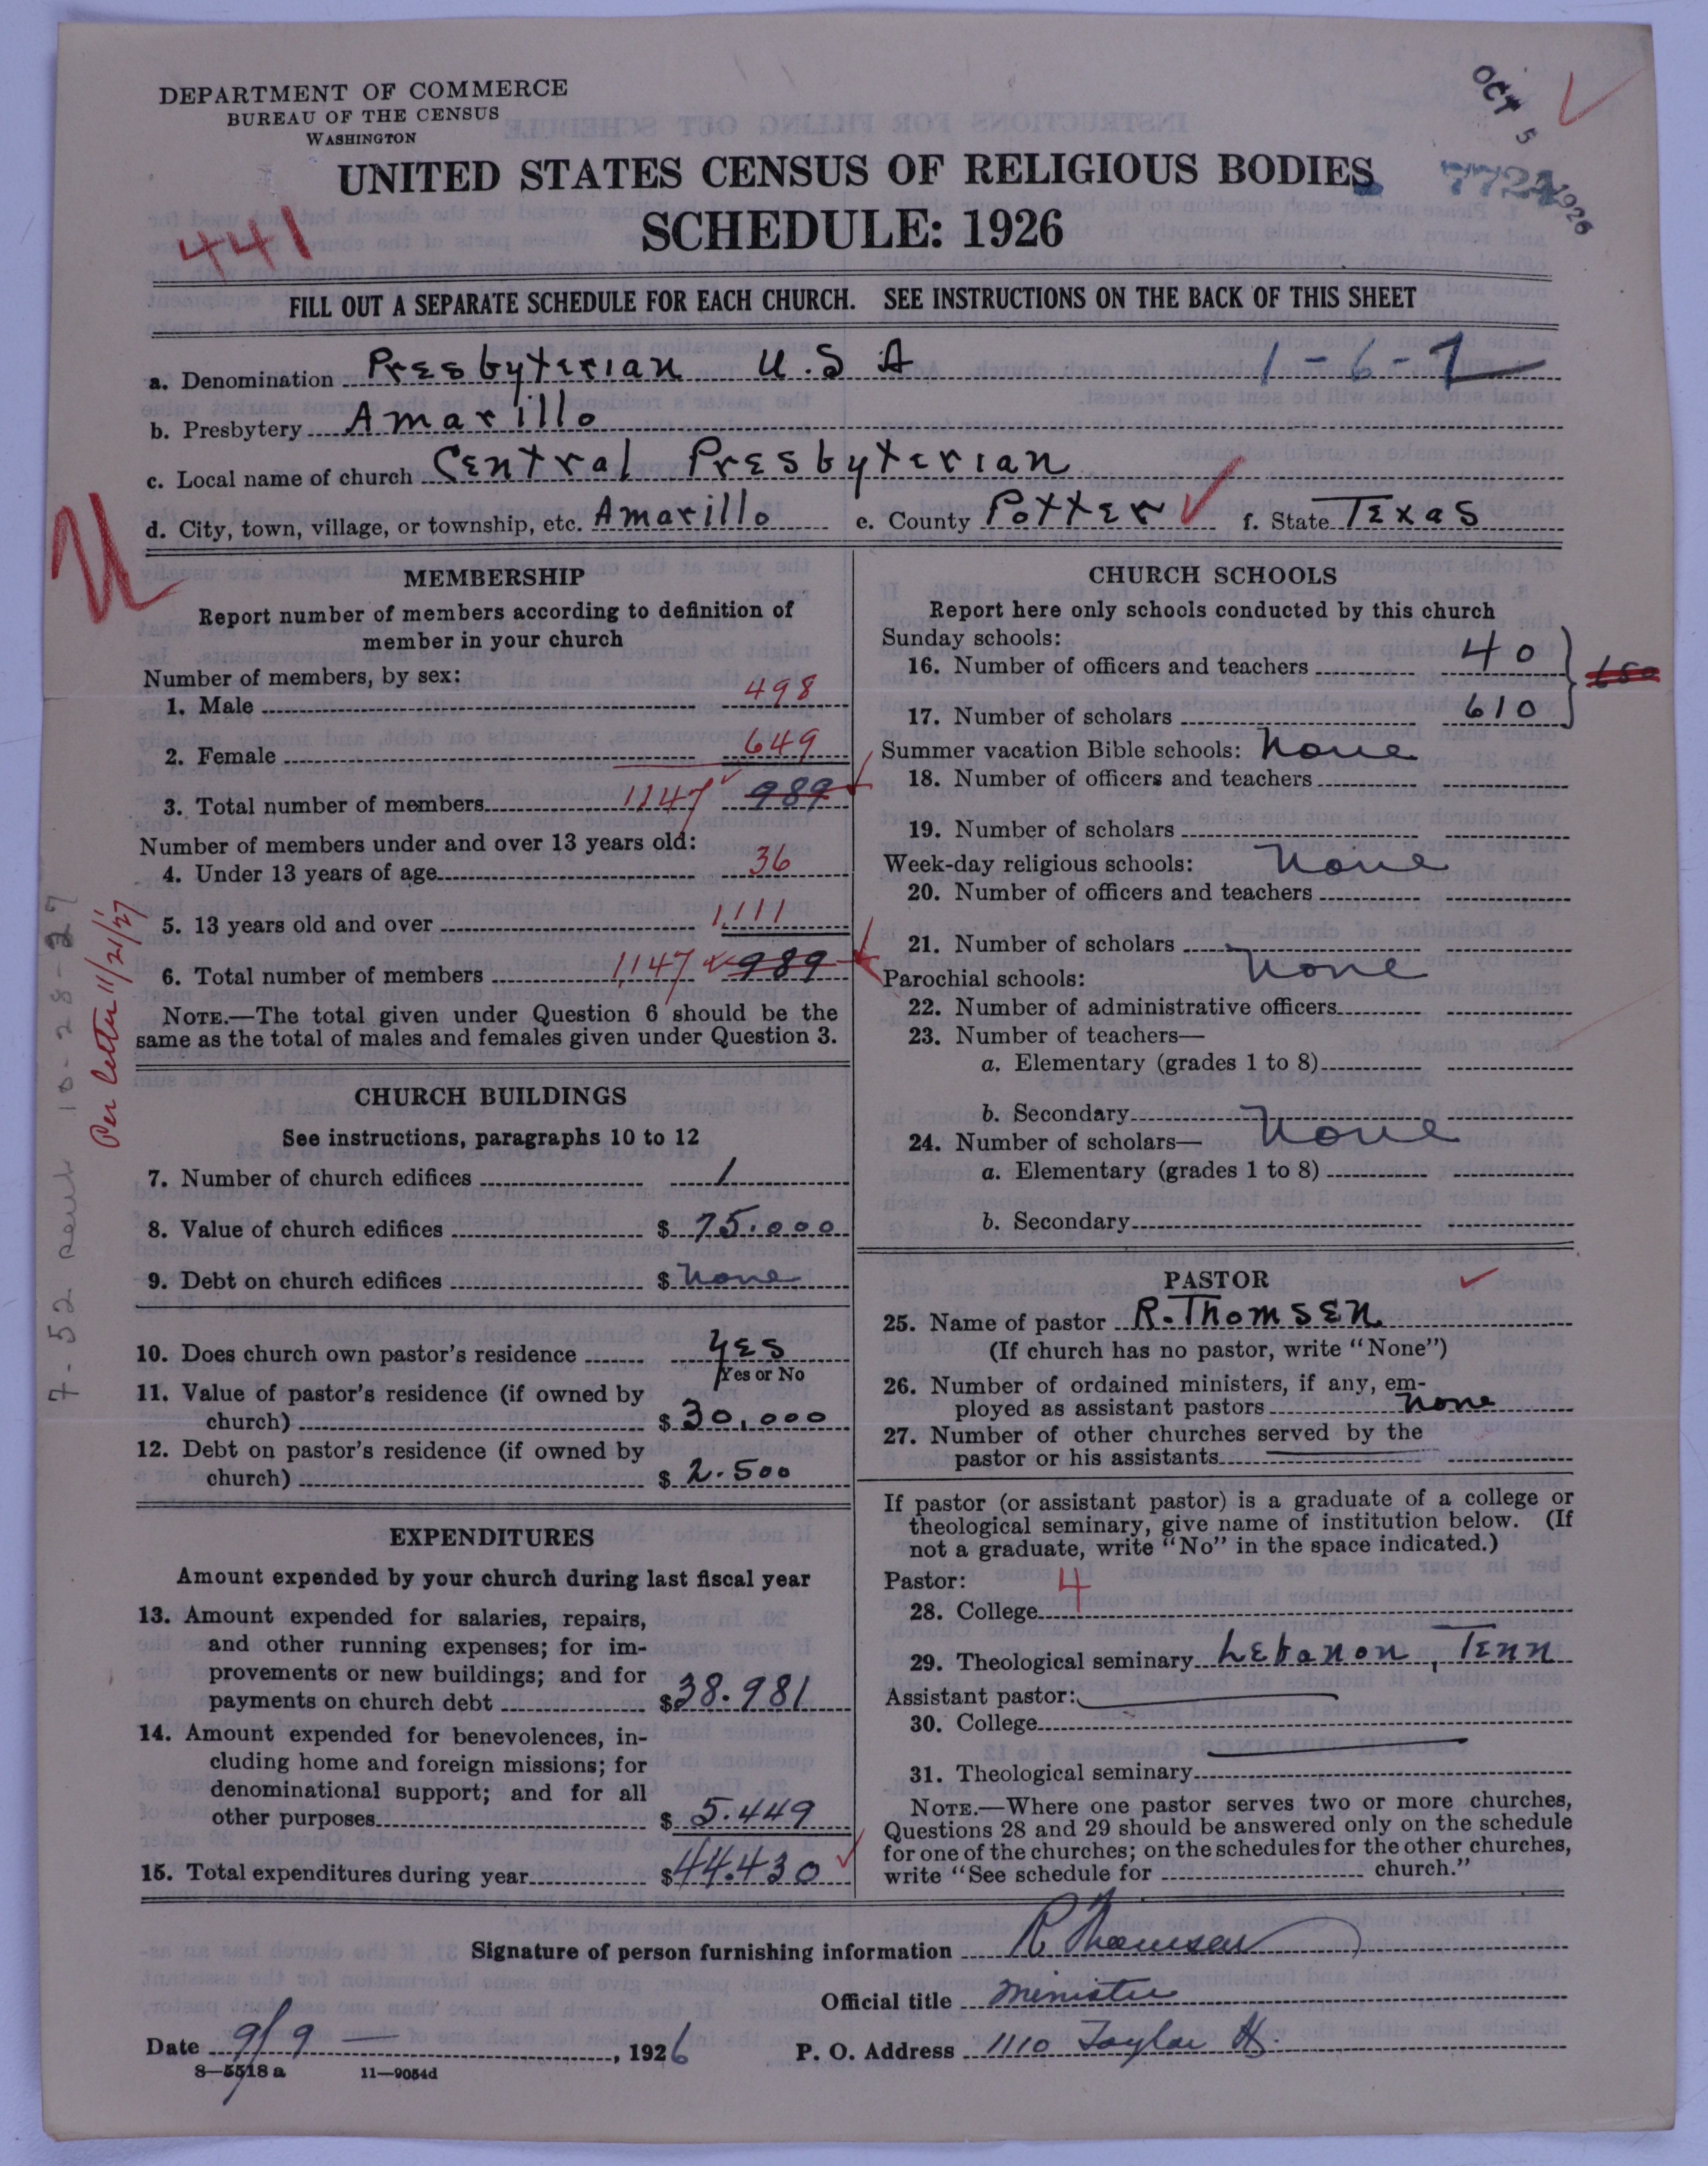 DEPARTMENT OF COMMERCE
BUREAU OF THE CENSUS
WASHINGTON
OCT 5 1926
UNITED STATES CENSUS OF RELIGIOUS BODIES
SCHEDULE: 1926
441
FILL OUT A SEPARATE SCHEDULE FOR EACH CHURCH. SEE INSTRUCTIONS ON THE BACK OF THIS SHEET
a. Denomination Presbyterian U.S A 1-6-1
b. Presbytery Amarillo
c. Local name of church Central Presbyterian
d. City, town, village, or township, etc. Amarillo e. County Potter f. State Texas
MEMBERSHIP
Report number of members according to definition of
member in your church
Number of members, by sex:
1. Male 498
2. Female 649
3. Total number of members 1147 989
Number of members under and over 13 years old:
4. Under 13 years of age 36
5. 13 years old and over 1111
6. Total number of members 1147 989
NOTE.—The total given under Question 6 should be the
same as the total of males and females given under Question 3.
Per letter 11/21/27
CHURCH BUILDINGS
See instructions, paragraphs 10 to 12
7. Number of church edifices 1
8. Value of church edifices $ 75.000
9. Debt on church edifices $ None
10. Does church own pastor's residence YES
Yes or No
11. Value of pastor's residence (if owned by
church) $ 30,000
12. Debt on pastor's residence (if owned by
church) $ 2.500
EXPENDITURES
Amount expended by your church during last fiscal year
13. Amount expended for salaries, repairs,
and other running expenses; for im-
provements or new buildings; and for
payments on church debt $38.981
14. Amount expended for benevolences, in-
cluding home and foreign missions; for
denominational support; and for all
other purposes $ 5.449
15. Total expenditures during year $44.430
CHURCH SCHOOLS
Report here only schools conducted by this church
Sunday schools:
16. Number of officers and teachers 40
650
17. Number of scholars 610
Summer vacation Bible schools: None
18. Number of officers and teachers
19. Number of scholars
Week-day religious schools: None
20. Number of officers and teachers
21. Number of scholars
Parochial schools: None
22. Number of administrative officers
23. Number of teachers—
a. Elementary (grades 1 to 8)
b. Secondary
24. Number of scholars— None
a. Elementary (grades 1 to 8)
b. Secondary
PASTOR
25. Name of pastor R. Thomsen
(If church has no pastor, write "None")
26. Number of ordained ministers, if any, em-
ployed as assistant pastors None
27. Number of other churches served by the
pastor or his assistants
If pastor (or assistant pastor) is a graduate of a college or
theological seminary, give name of institution below. (If
not a graduate, write "No" in the space indicated.)
Pastor: 4
28. College
29. Theological seminary Lebanon, Tenn
Assistant pastor:
30. College
31. Theological seminary
NOTE.—Where one pastor serves two or more churches,
Questions 28 and 29 should be answered only on the schedule
for one of the churches; on the schedules for the other churches,
write "See schedule for church."
Signature of person furnishing information R Thomsen
Official title Minister
Date 9/9 — , 1926 P. O. Address 1110 Taylor St.
8—5518 a 11—9054d